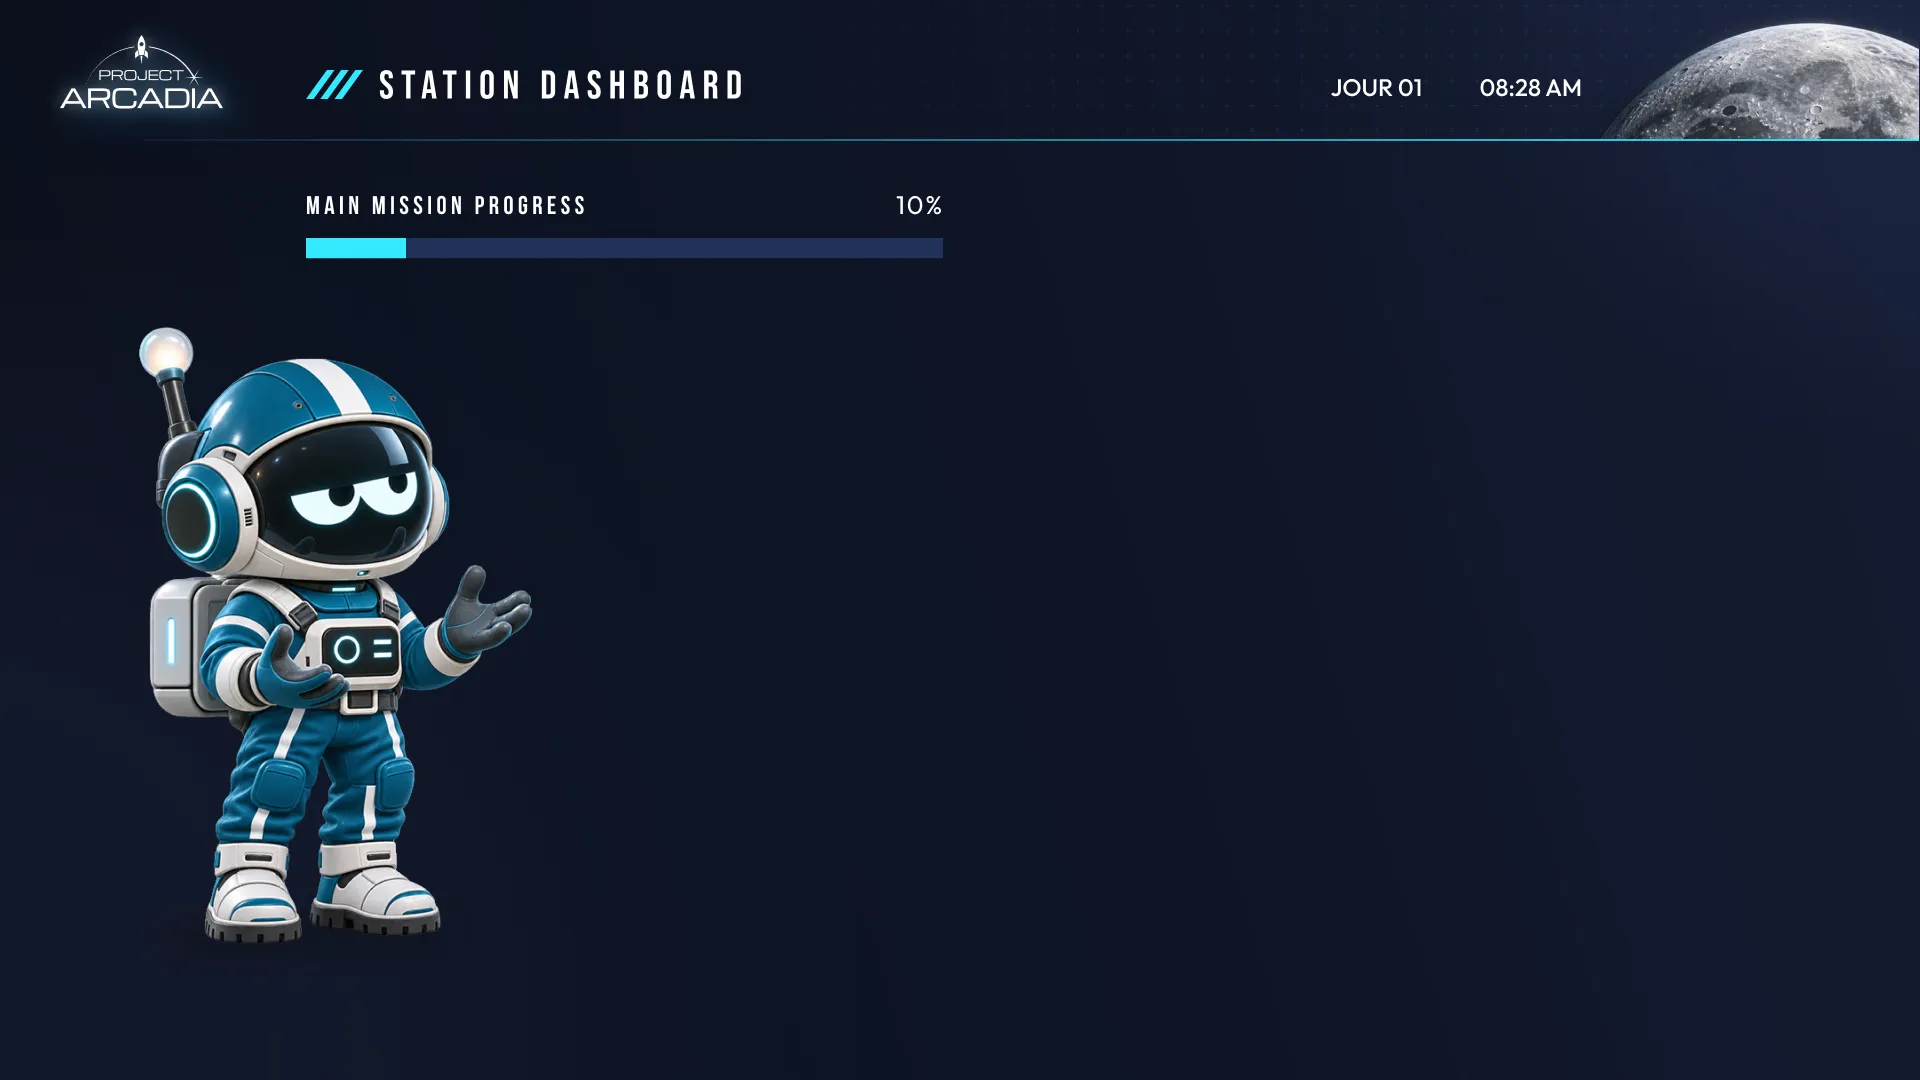 PROJECT
ARCADIA
STATION DASHBOARD
JOUR 01
08:28 AM
MAIN MISSION PROGRESS
10%